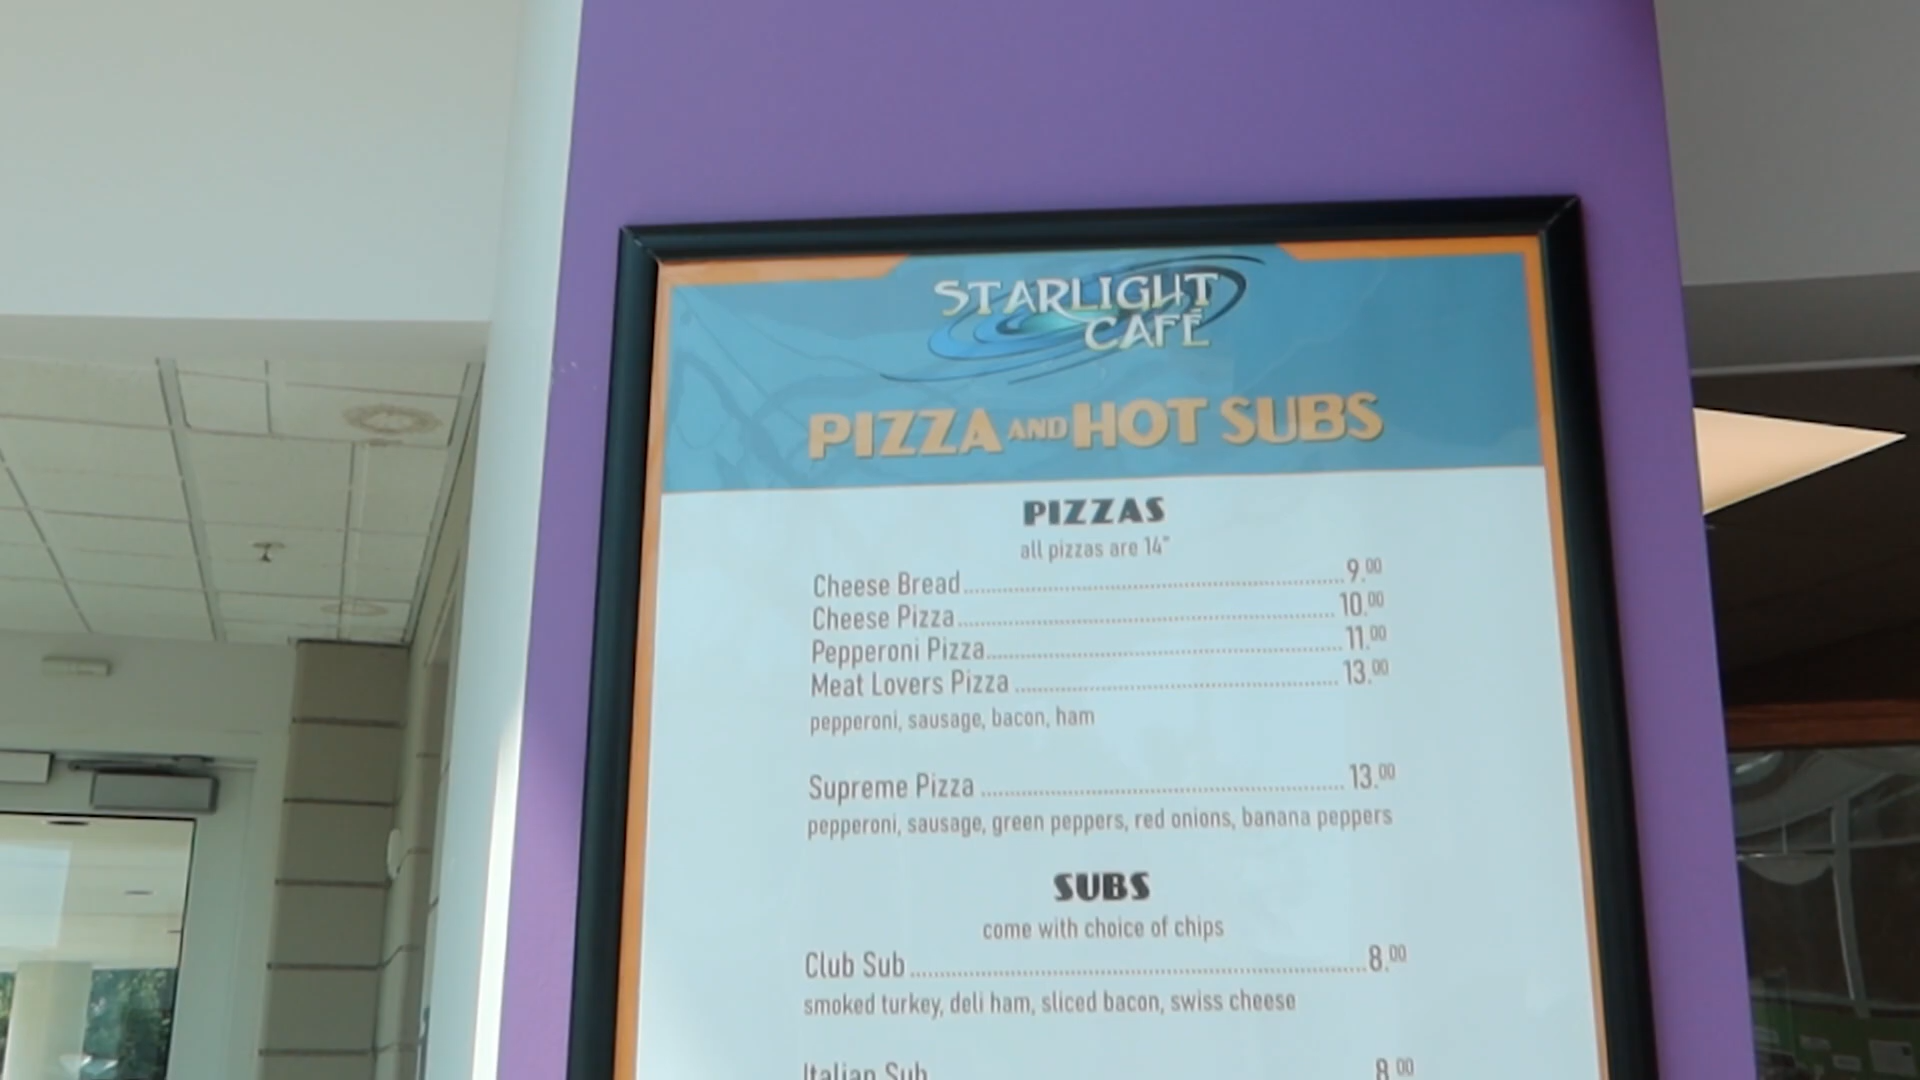 STARLIGHT
CAFÉ
PIZZA AND HOT SUBS
PIZZAS
all pizzas are 14"
Cheese Bread........................9.00
Cheese Pizza........................10.00
Pepperoni Pizza........................11.00
Meat Lovers Pizza........................13.00
pepperoni, sausage, bacon, ham
Supreme Pizza........................13.00
pepperoni, sausage, green peppers, red onions, banana peppers
SUBS
come with choice of chips
Club Sub........................8.00
smoked turkey, deli ham, sliced bacon, swiss cheese
Italian Sub........................8.00